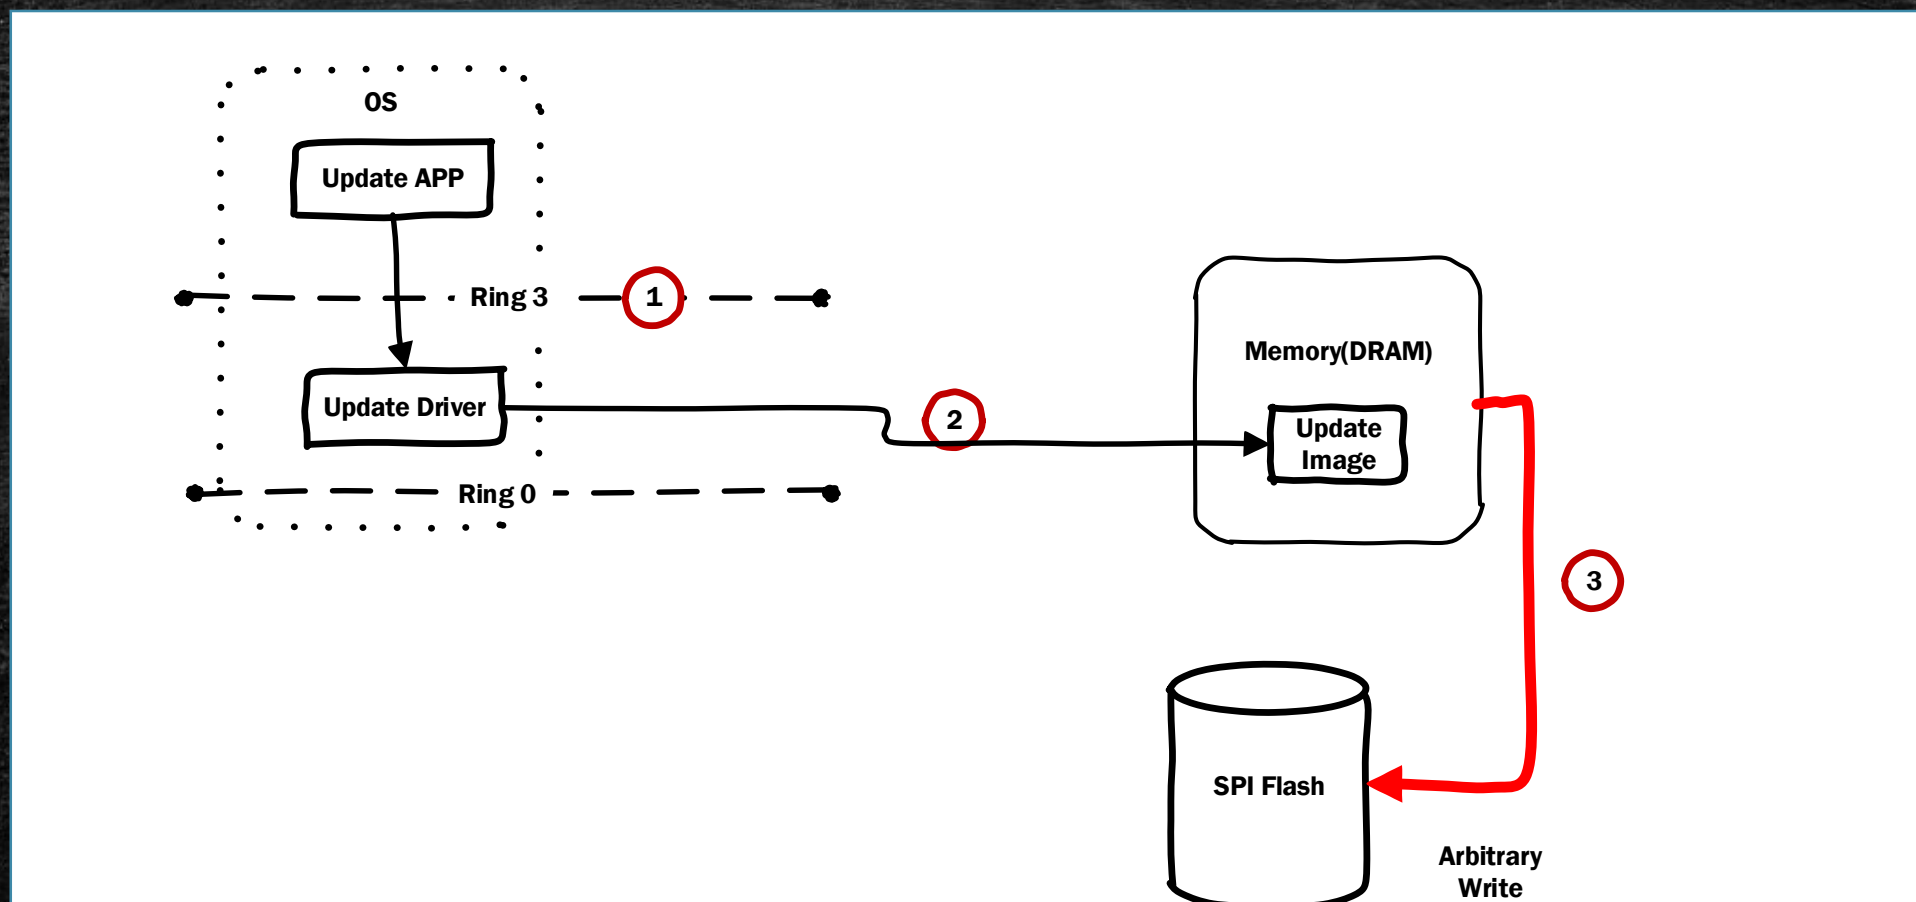 OS
Update APP
Ring 3
1
Update Driver
2
Ring 0
Memory(DRAM)
Update
Image
3
SPI Flash
Arbitrary
Write